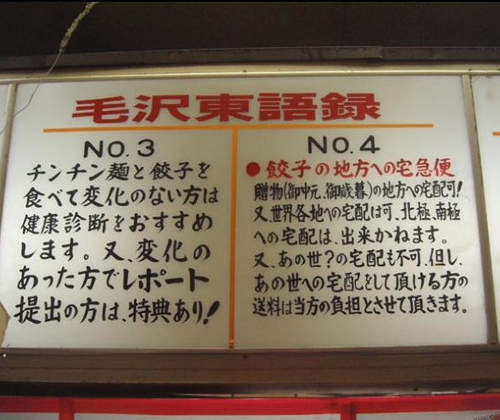 毛沢東語録
NO.3
チンチン麺と餃子を
食べて変化のない方は
健康診断をおすすめ
します。又、変化の
あった方でレポート
提出の方は、特典あり!
NO.4
●餃子の地方への宅急便
贈物(御中元、御歳暮)の地方への宅配可!
又、世界各地への宅配は可、北極、南極
への宅配は、出来かねます。
又、あの世?の宅配も不可、但し、
あの世への宅配をして頂ける方の
送料は当方の負担とさせて頂きます。